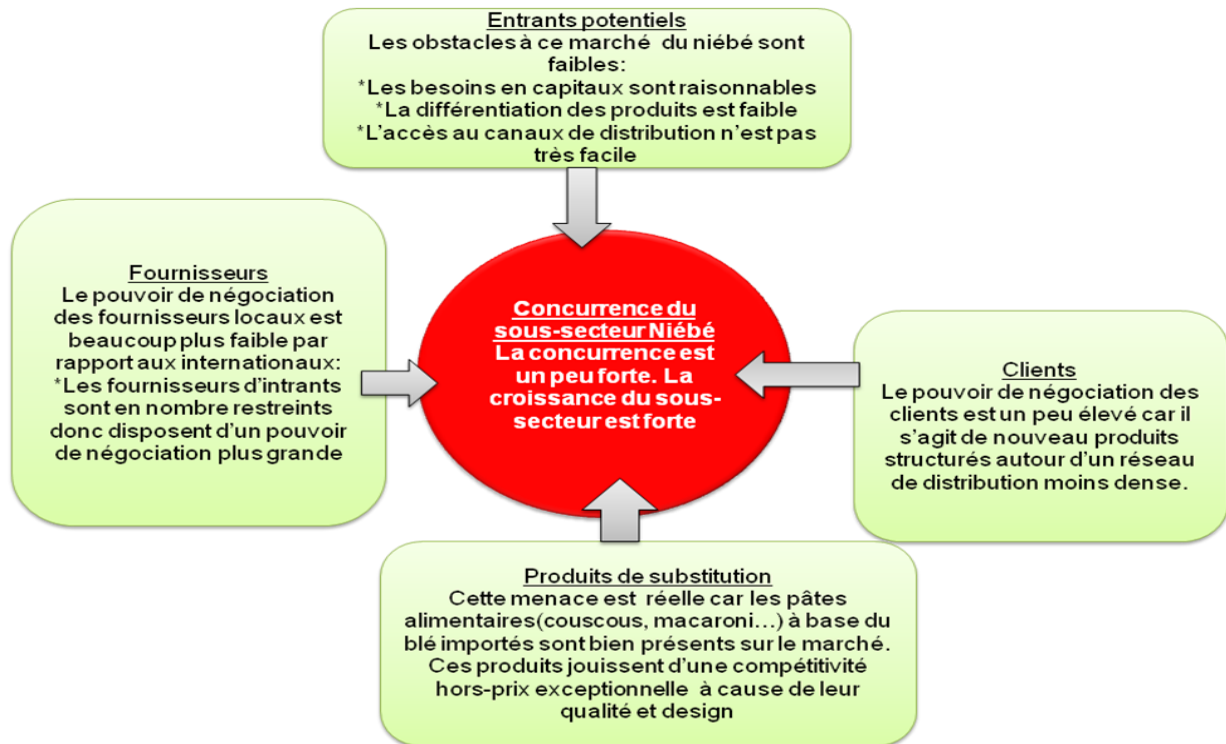 Entrants potentiels
Les obstacles à ce marché du niébé sont
faibles:
*Les besoins en capitaux sont raisonnables
*La différentiation des produits est faible
*L'accès au canaux de distribution n'est pas
très facile
Fournisseurs
Le pouvoir de négociation
des fournisseurs locaux est
beaucoup plus faible par
rapport aux internationaux:
*Les fournisseurs d'intrants
sont en nombre restreints
donc disposent d'un pouvoir
de négociation plus grande
Concurrence du
sous-secteur Niébé
La concurrence est
un peu forte. La
croissance du sous-
secteur est forte
Clients
Le pouvoir de négociation des
clients est un peu élevé car il
s'agit de nouveau produits
structurés autour d'un réseau
de distribution moins dense.
Produits de substitution
Cette menace est réelle car les pâtes
alimentaires(couscous, macaroni…) à base du
blé importés sont bien présents sur le marché.
Ces produits jouissent d'une compétitivité
hors-prix exceptionnelle à cause de leur
qualité et design